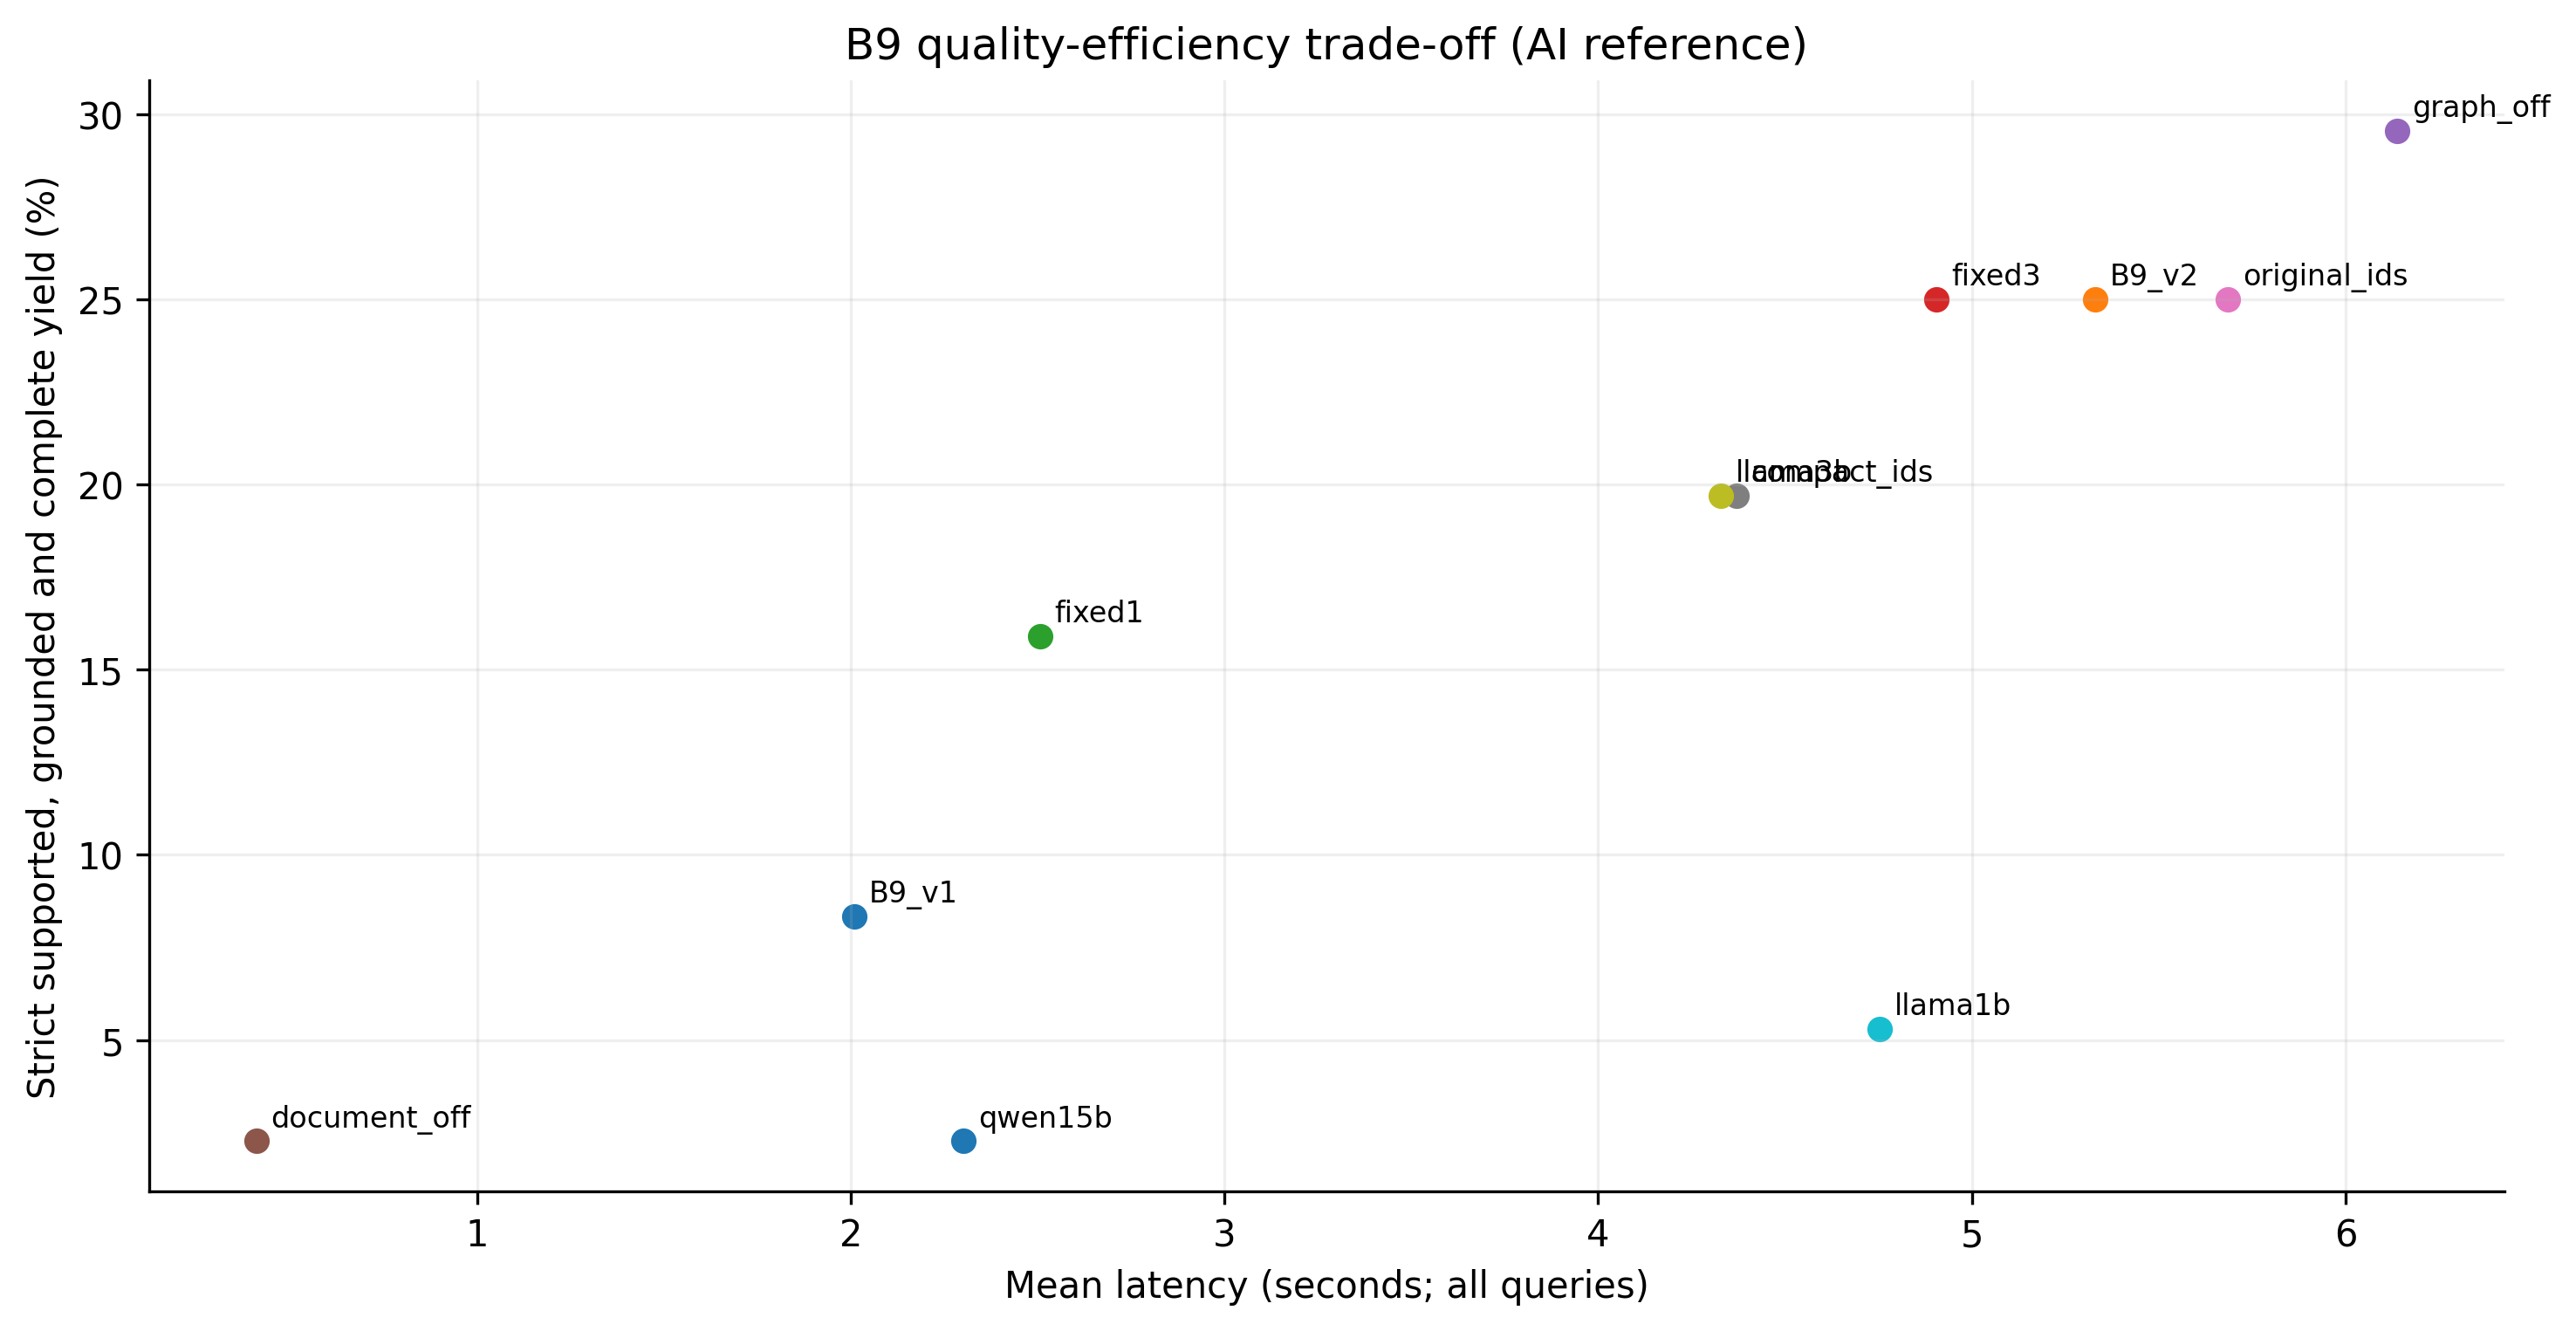 B9 quality-efficiency trade-off (AI reference)
Strict supported, grounded and complete yield (%)
30
25
20
15
10
5
graph_off
fixed3
B9_v2
original_ids
llama3b
compact_ids
fixed1
B9_v1
llama1b
document_off
qwen15b
1
2
3
4
5
6
Mean latency (seconds; all queries)